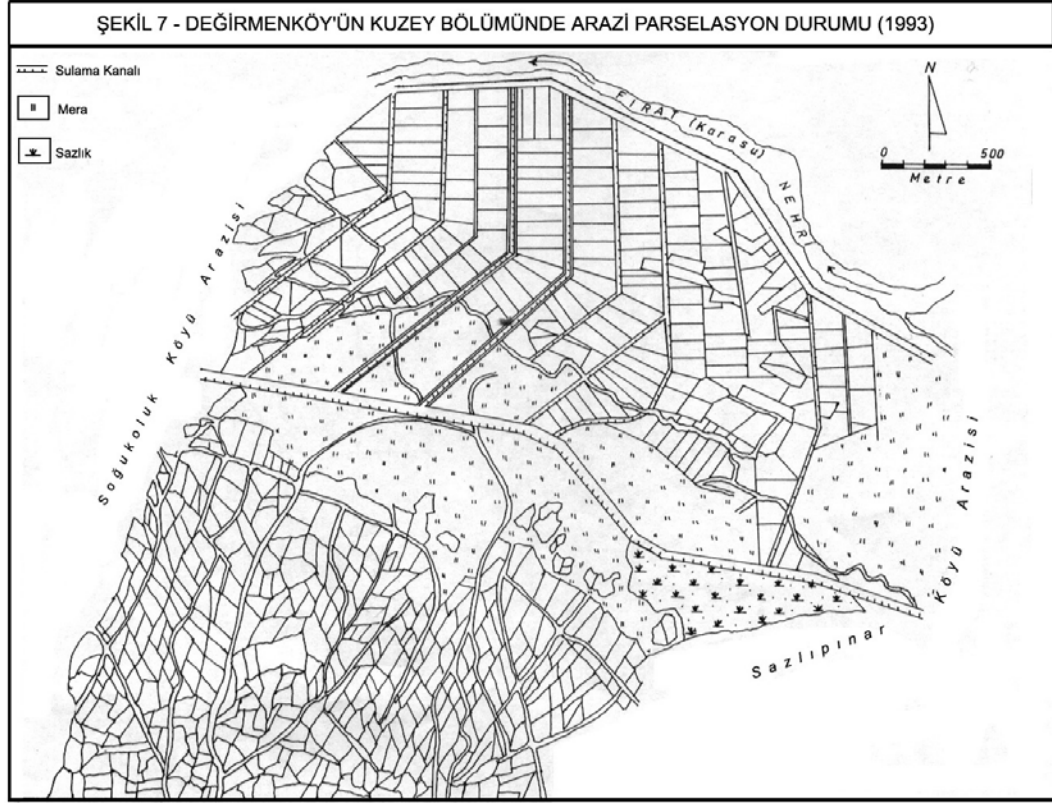 ŞEKİL 7 - DEĞİRMENKÖY'ÜN KUZEY BÖLÜMÜNDE ARAZİ PARSELASYON DURUMU (1993)
Sulama Kanalı
Mera
Sazlık
FIRAT (Karasu) NEHRİ
N
0 500
Metre
Soğukoluk Köyü Arazisi
Sazlıpınar Köyü Arazisi